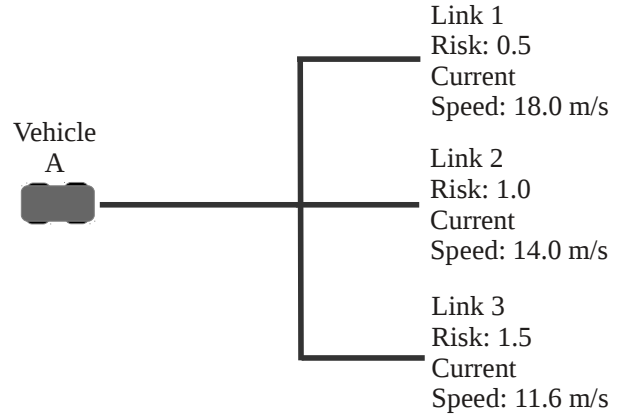 Vehicle
A
Link 1
Risk: 0.5
Current
Speed: 18.0 m/s
Link 2
Risk: 1.0
Current
Speed: 14.0 m/s
Link 3
Risk: 1.5
Current
Speed: 11.6 m/s